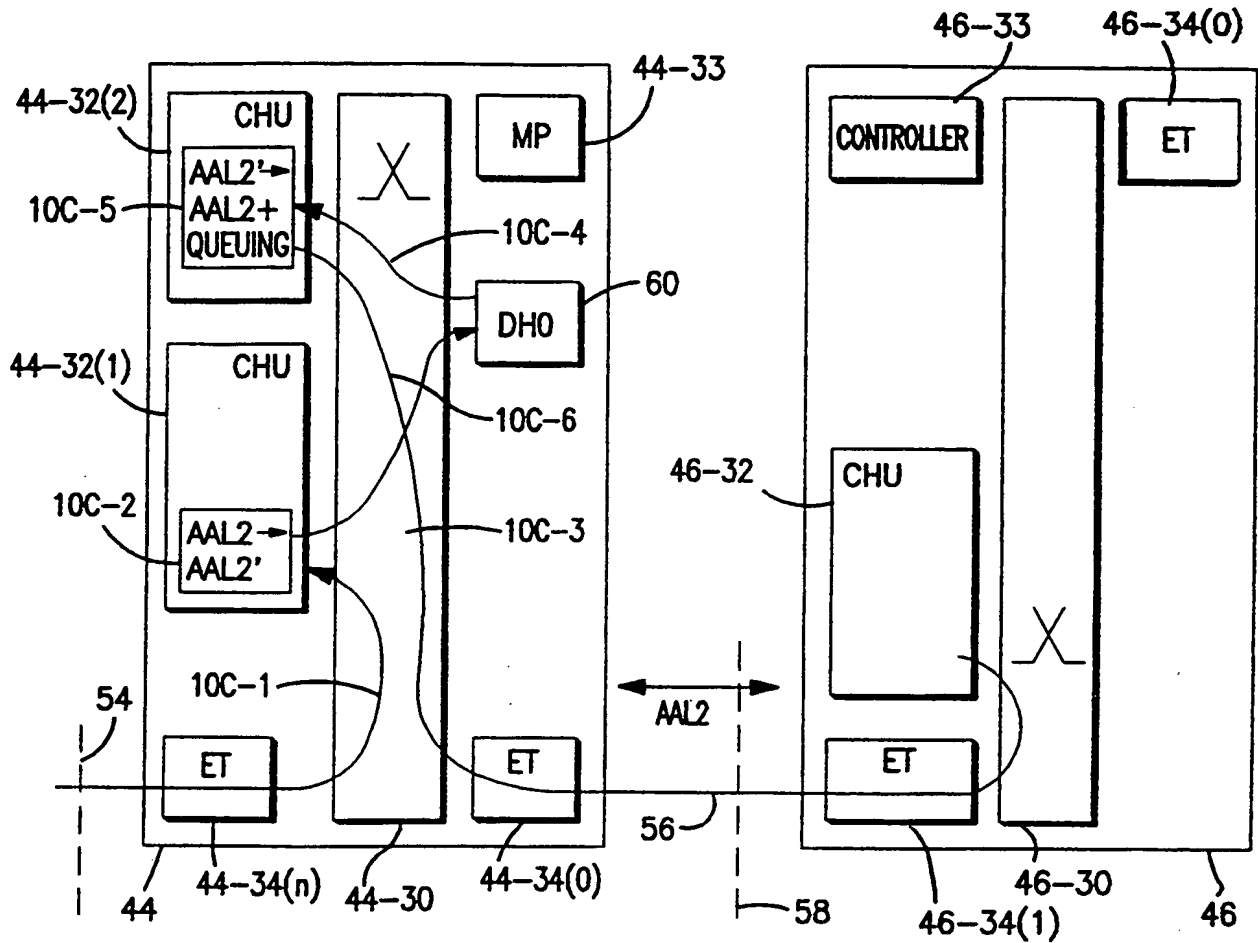 46-33
46-34(0)
44-33
44-32(2)
CHU
MP
CONTROLLER
ET
AAL2'→
10C-5
AAL2+
QUEUING
10C-4
60
DHO
44-32(1)
CHU
10C-6
46-32
CHU
10C-2
AAL2→
AAL2'
10C-3
10C-1
54
AAL2
ET
ET
ET
56
44
44-34(n)
44-30
44-34(0)
58
46-34(1)
46-30
46